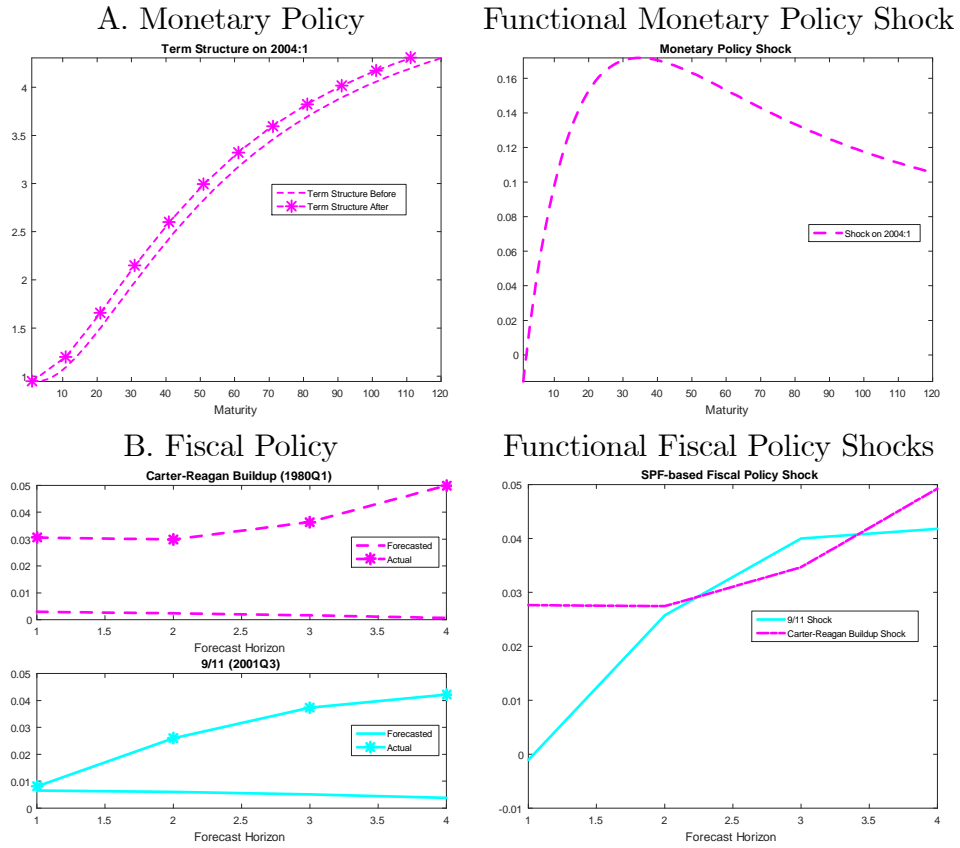 A. Monetary Policy
Functional Monetary Policy Shock
Term Structure on 2004:1
4
3.5
3
2.5
2
1.5
1
10 20 30 40 50 60 70 80 90 100 110 120
Maturity
Term Structure Before
Term Structure After
Monetary Policy Shock
0.16
0.14
0.12
0.1
0.08
0.06
0.04
0.02
0
10 20 30 40 50 60 70 80 90 100 110 120
Maturity
Shock on 2004:1
B. Fiscal Policy
Functional Fiscal Policy Shocks
Carter-Reagan Buildup (1980Q1)
0.05
0.04
0.03
0.02
0.01
0
1 1.5 2 2.5 3 3.5 4
Forecast Horizon
Forecasted
Actual
9/11 (2001Q3)
0.05
0.04
0.03
0.02
0.01
0
1 1.5 2 2.5 3 3.5 4
Forecast Horizon
Forecasted
Actual
SPF-based Fiscal Policy Shock
0.05
0.04
0.03
0.02
0.01
0
-0.01
1 1.5 2 2.5 3 3.5 4
Forecast Horizon
9/11 Shock
Carter-Reagan Buildup Shock